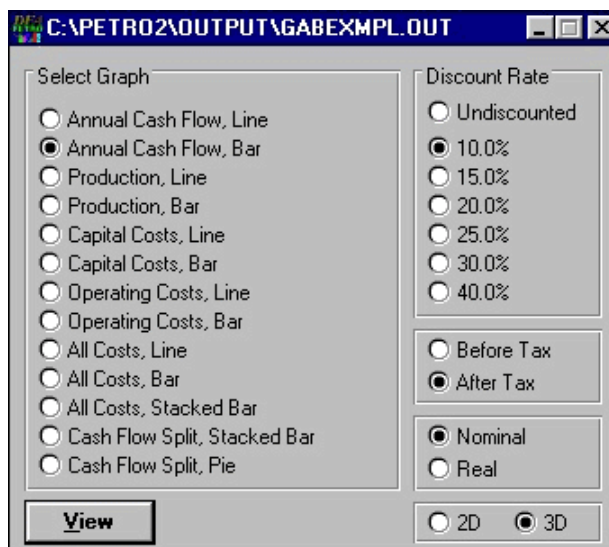 C:\PETRO2\OUTPUT\GABEXMPL.OUT
Select Graph
Annual Cash Flow, Line
Annual Cash Flow, Bar
Production, Line
Production, Bar
Capital Costs, Line
Capital Costs, Bar
Operating Costs, Line
Operating Costs, Bar
All Costs, Line
All Costs, Bar
All Costs, Stacked Bar
Cash Flow Split, Stacked Bar
Cash Flow Split, Pie
View
Discount Rate
Undiscounted
10.0%
15.0%
20.0%
25.0%
30.0%
40.0%
Before Tax
After Tax
Nominal
Real
2D 3D